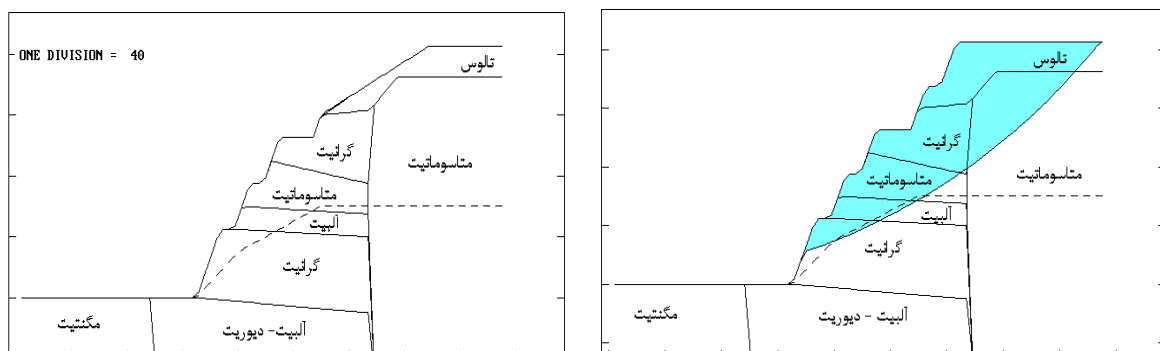 ONE DIVISION = 40
تالوس
گرانیت
متاسوماتیت
متاسوماتیت
آلبیت
گرانیت
مگنتیت
آلبیت- دیوریت
تالوس
گرانیت
متاسوماتیت
متاسوماتیت
آلبیت
گرانیت
مگنتیت
آلبیت - دیوریت